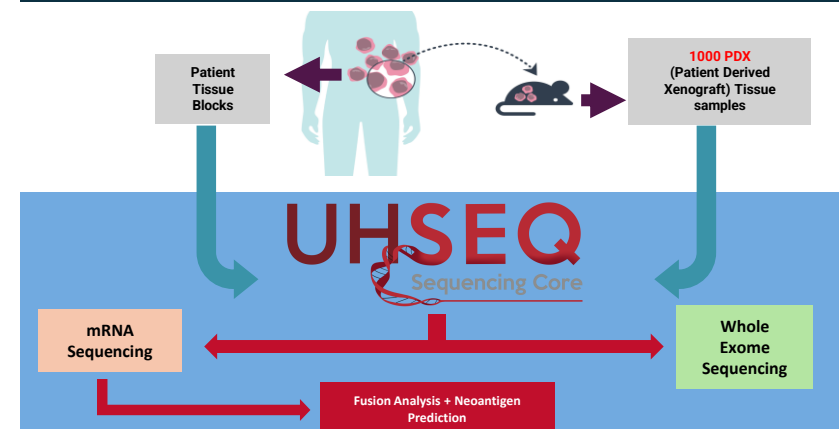 Patient
Tissue
Blocks
1000 PDX
(Patient Derived
Xenograft) Tissue
samples
UHSEQ
Sequencing Core
mRNA
Sequencing
Whole
Exome
Sequencing
Fusion Analysis + Neoantigen
Prediction